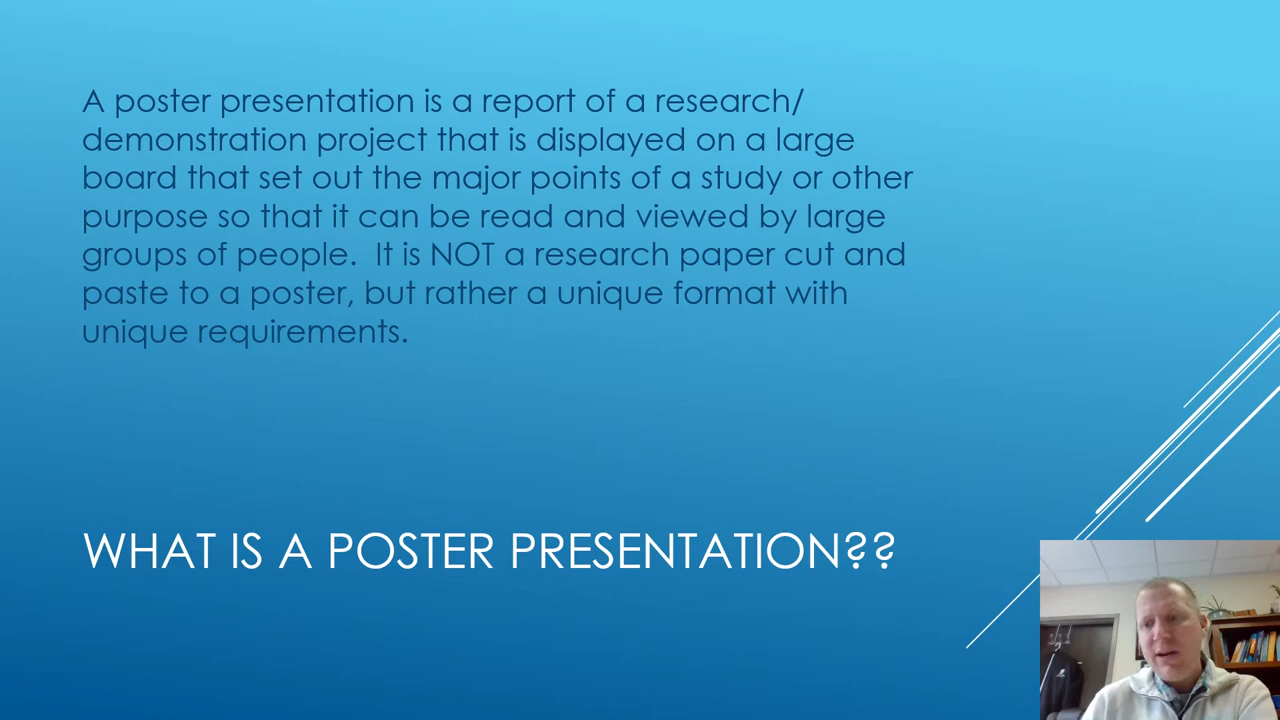 A poster presentation is a report of a research/
demonstration project that is displayed on a large
board that set out the major points of a study or other
purpose so that it can be read and viewed by large
groups of people.  It is NOT a research paper cut and
paste to a poster, but rather a unique format with
unique requirements.
WHAT IS A POSTER PRESENTATION??